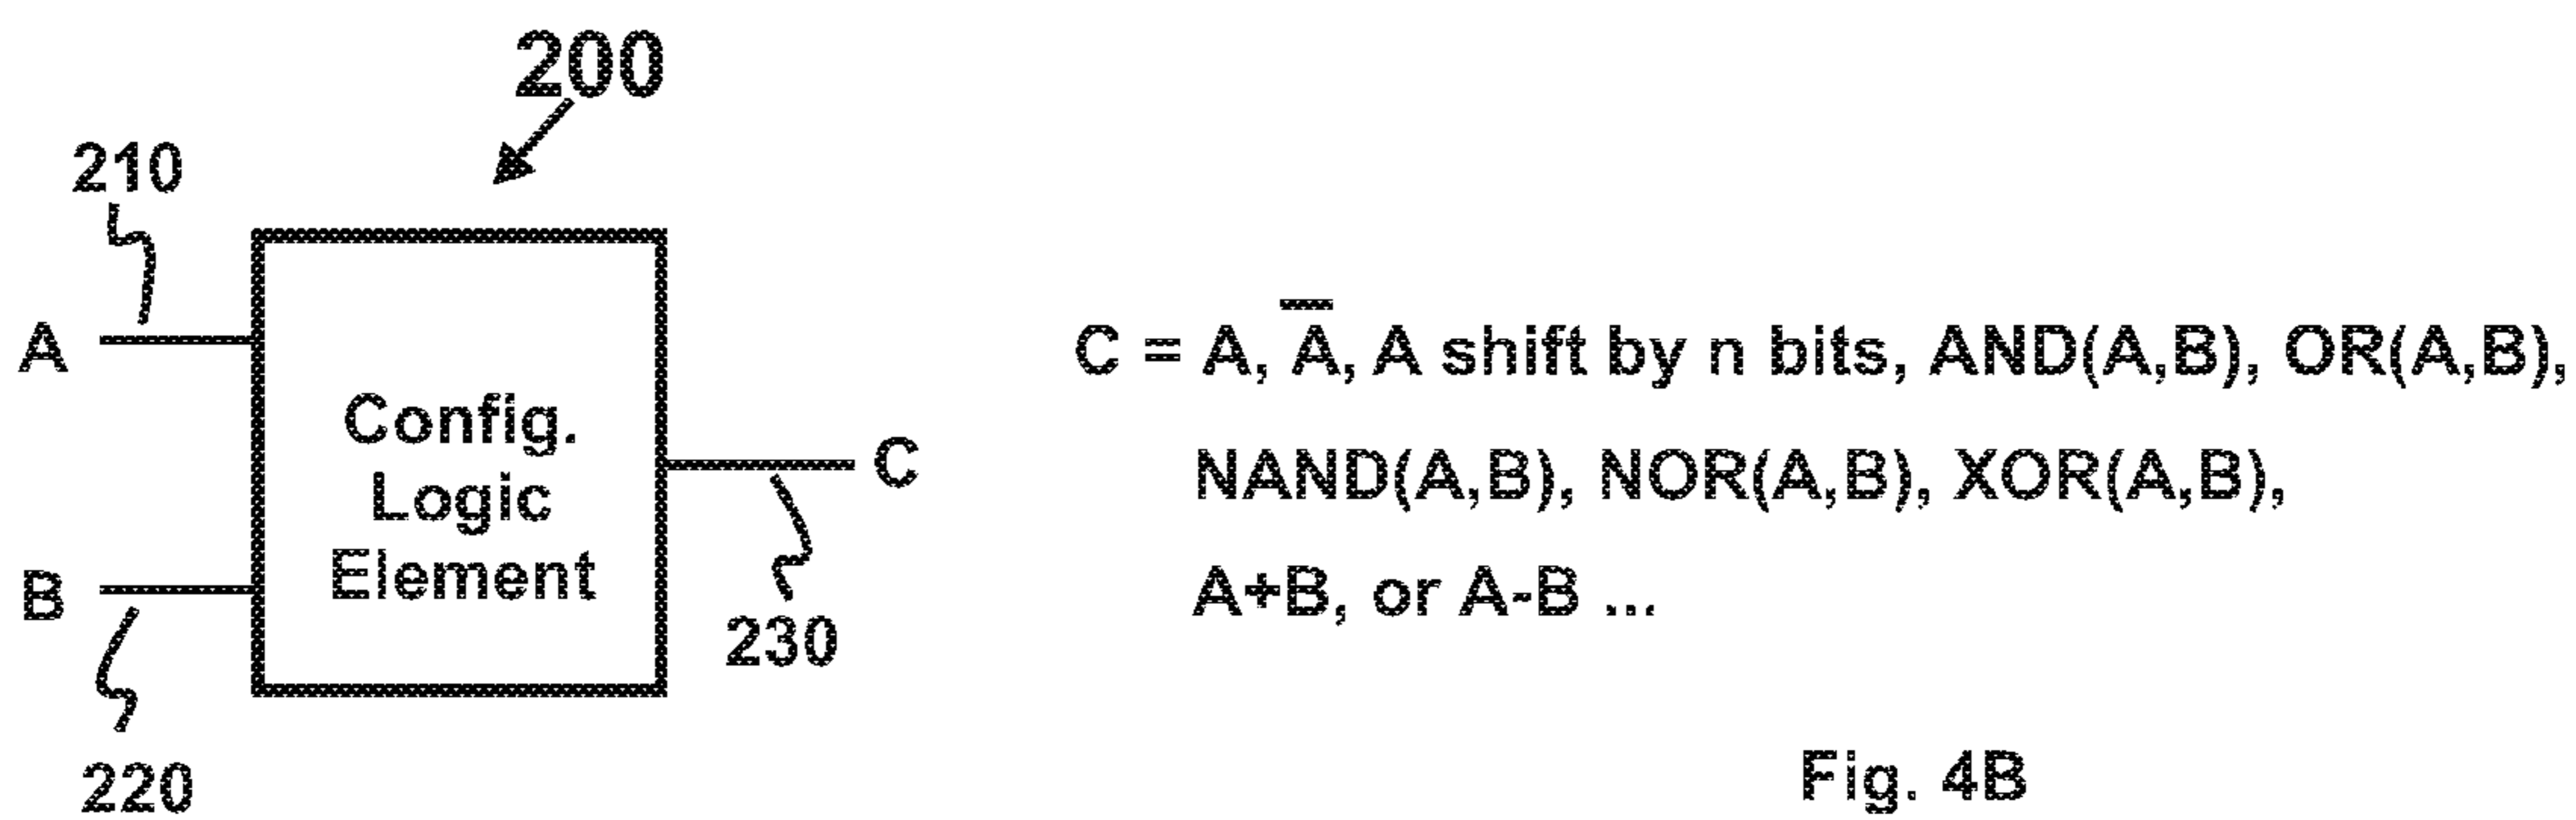 200
210
A
Config.
Logic
Element
B
220
C
230
C = A, A̅, A shift by n bits, AND(A,B), OR(A,B),
NAND(A,B), NOR(A,B), XOR(A,B),
A+B, or A-B ...
Fig. 4B